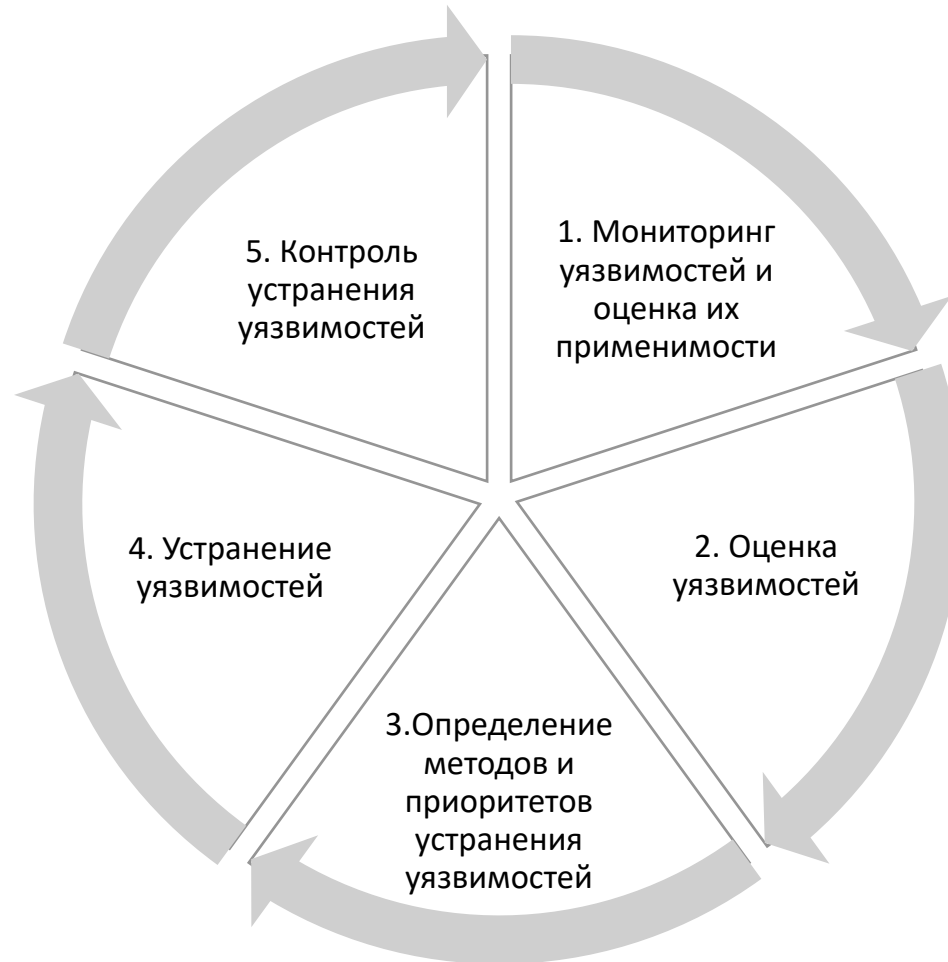 1. Мониторинг
уязвимостей и
оценка их
применимости
2. Оценка
уязвимостей
3.Определение
методов и
приоритетов
устранения
уязвимостей
4. Устранение
уязвимостей
5. Контроль
устранения
уязвимостей